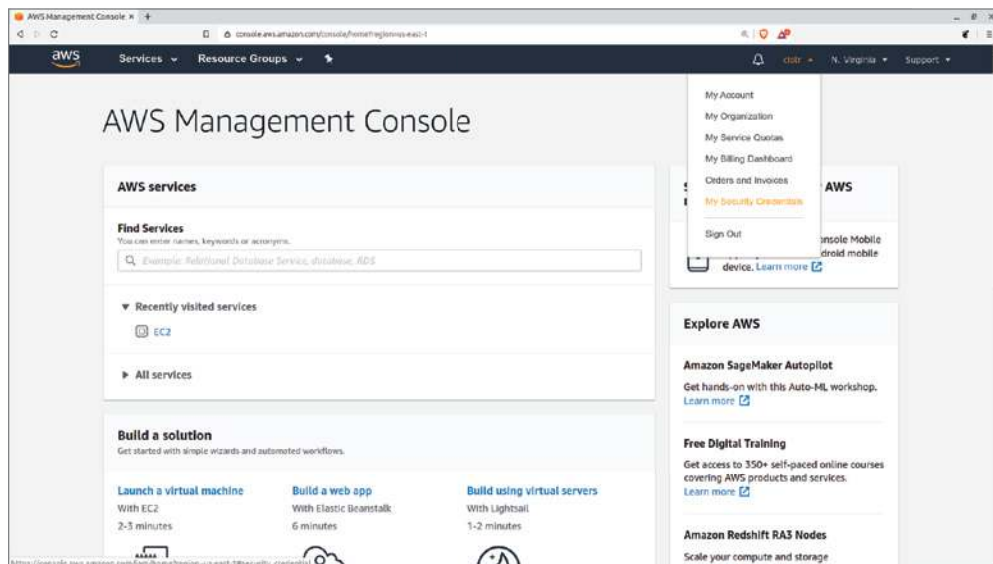 AWS Management Console
console.aws.amazon.com/console/home?region=us-east-1
aws
Services
Resource Groups
N. Virginia
Support
My Account
My Organization
My Service Quotas
My Billing Dashboard
Orders and Invoices
My Security Credentials
Sign Out
AWS Management Console
AWS services
Find Services
You can enter names, keywords or acronyms.
Example: Relational Database Service, database, RDS
Recently visited services
EC2
All services
Build a solution
Get started with simple wizards and automated workflows.
Launch a virtual machine
With EC2
2-3 minutes
Build a web app
With Elastic Beanstalk
6 minutes
Build using virtual servers
With Lightsail
1-2 minutes
AWS
Mobile
mobile
device. Learn more
Explore AWS
Amazon SageMaker Autopilot
Get hands-on with this Auto-ML workshop.
Learn more
Free Digital Training
Get access to 350+ self-paced online courses
covering AWS products and services.
Learn more
Amazon Redshift RA3 Nodes
Scale your compute and storage